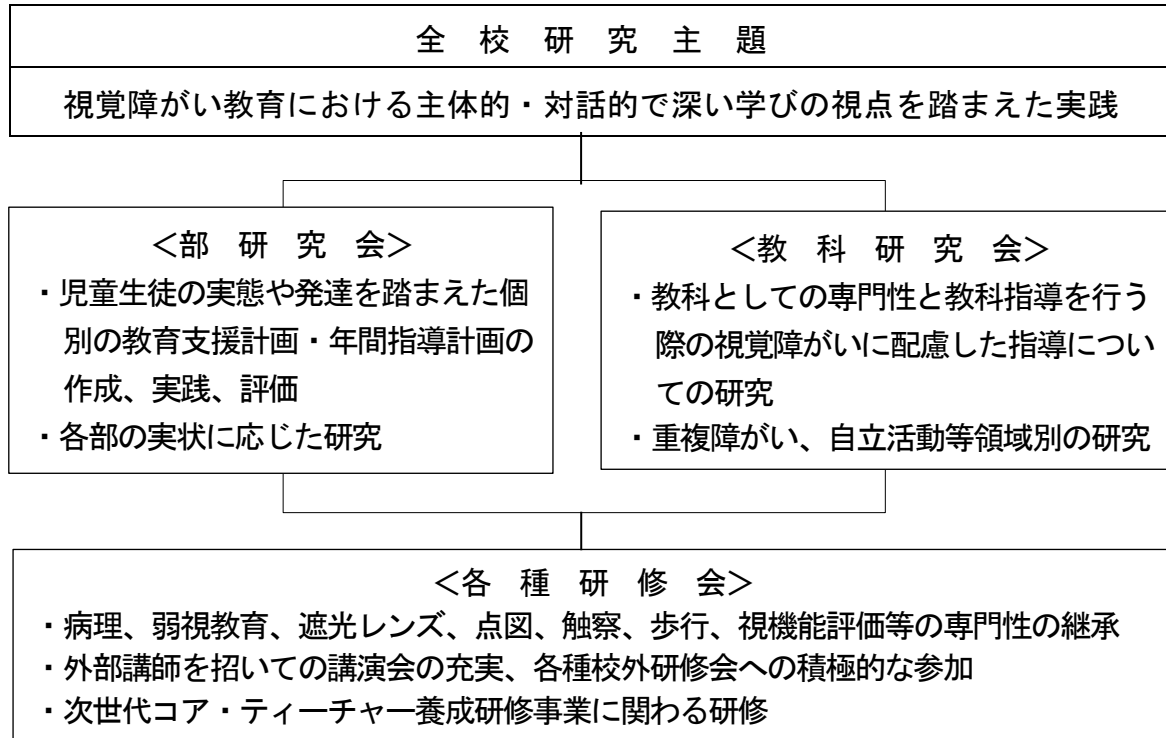 全 校 研 究 主 題
視覚障がい教育における主体的・対話的で深い学びの視点を踏まえた実践
＜部 研 究 会＞
・児童生徒の実態や発達を踏まえた個
別の教育支援計画・年間指導計画の
作成、実践、評価
・各部の実状に応じた研究
＜教 科 研 究 会＞
・教科としての専門性と教科指導を行う
際の視覚障がいに配慮した指導につい
ての研究
・重複障がい、自立活動等領域別の研究
＜各 種 研 修 会＞
・病理、弱視教育、遮光レンズ、点図、触察、歩行、視機能評価等の専門性の継承
・外部講師を招いての講演会の充実、各種校外研修会への積極的な参加
・次世代コア・ティーチャー養成研修事業に関わる研修